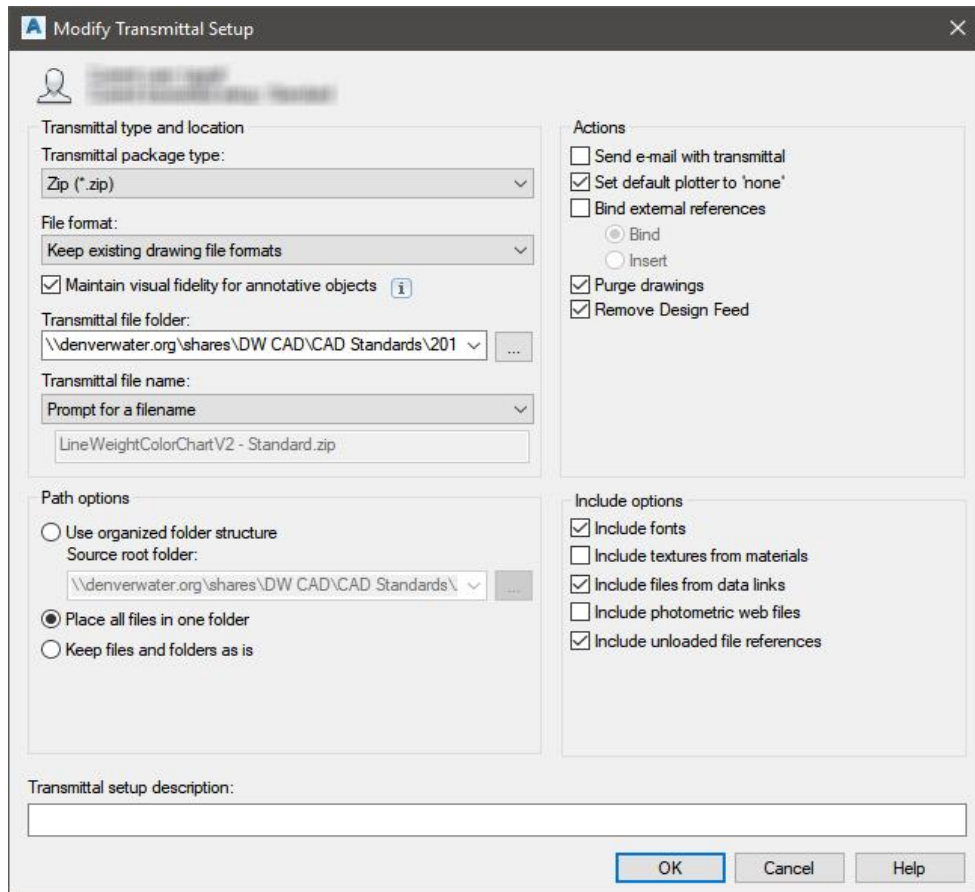 Modify Transmittal Setup
Transmittal type and location
Transmittal package type:
Zip (*.zip)
File format:
Keep existing drawing file formats
Maintain visual fidelity for annotative objects
Transmittal file folder:
\\denverwater.org\shares\DW CAD\CAD Standards\201
...
Transmittal file name:
Prompt for a filename
LineWeightColorChartV2 - Standard.zip
Actions
Send e-mail with transmittal
Set default plotter to 'none'
Bind external references
Bind
Insert
Purge drawings
Remove Design Feed
Path options
Use organized folder structure
Source root folder:
\\denverwater.org\shares\DW CAD\CAD Standards\.
...
Place all files in one folder
Keep files and folders as is
Include options
Include fonts
Include textures from materials
Include files from data links
Include photometric web files
Include unloaded file references
Transmittal setup description:
OK
Cancel
Help